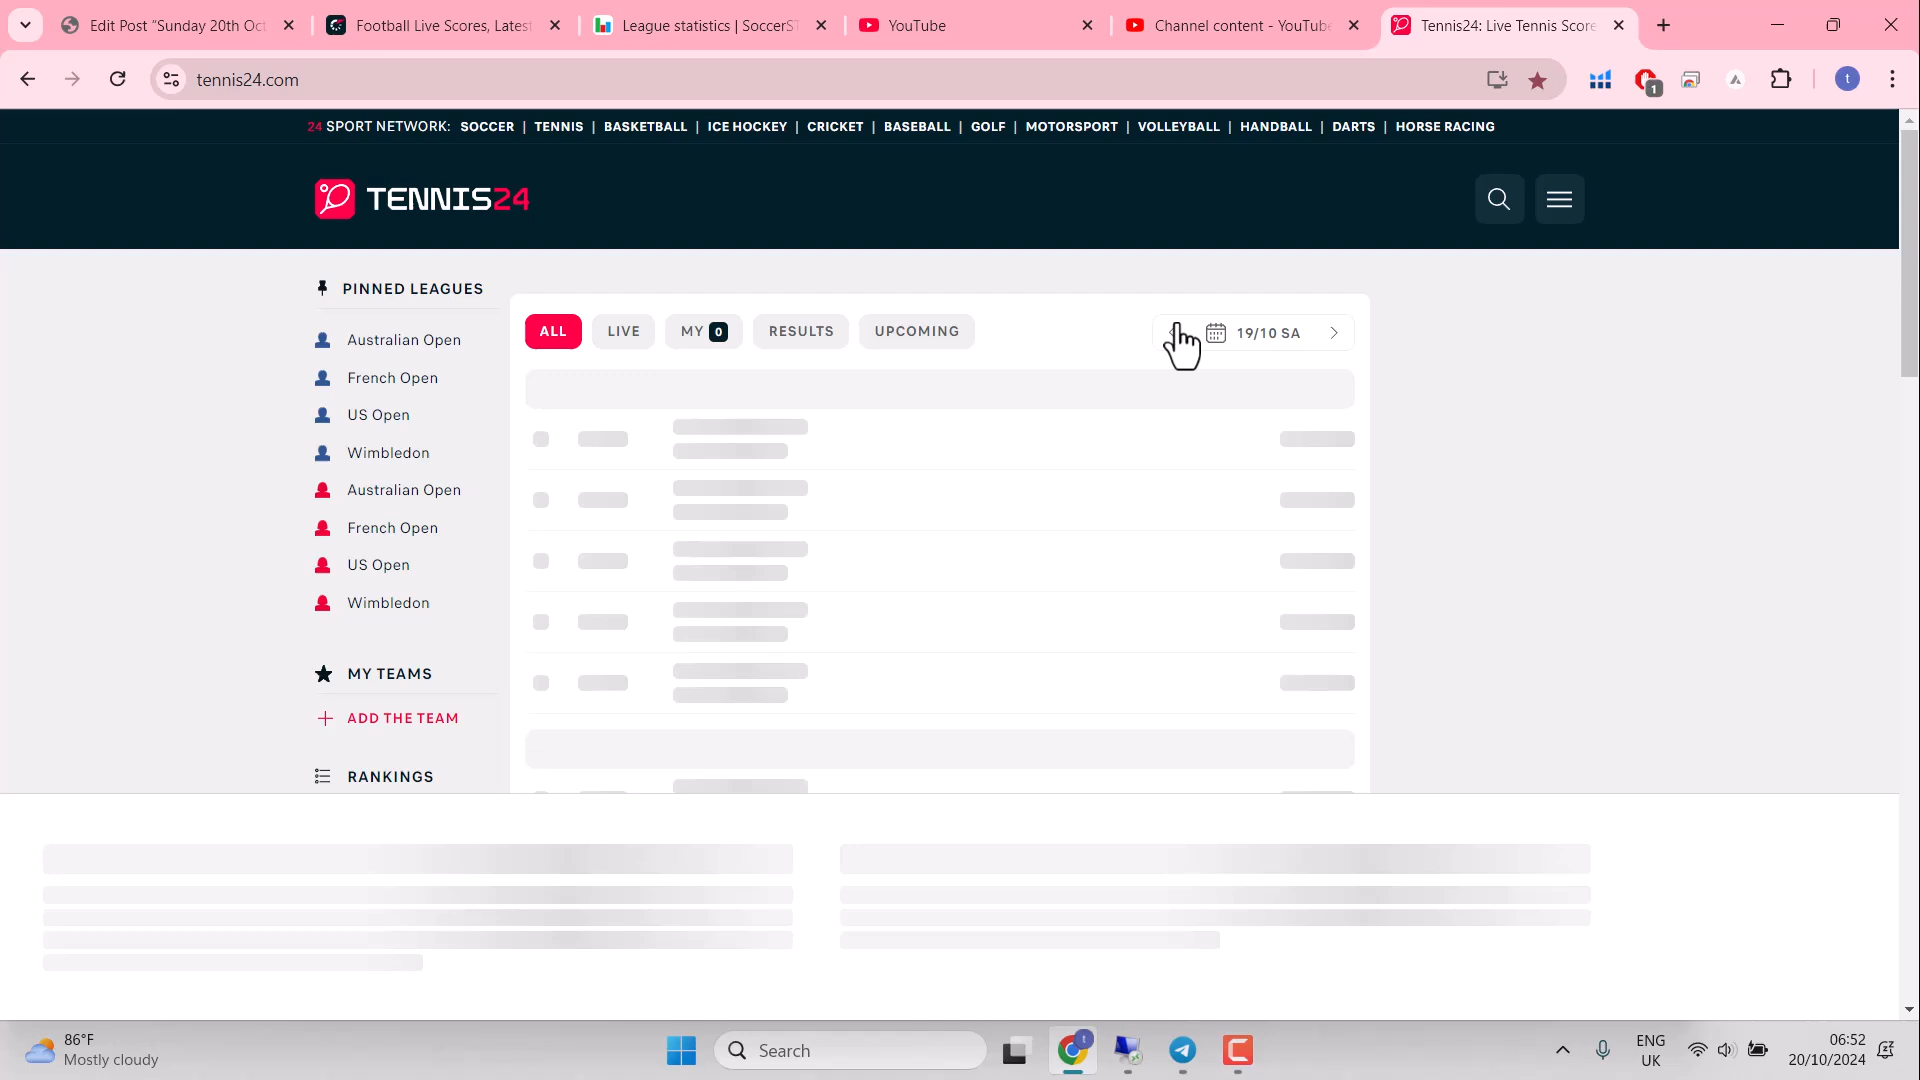 Edit Post "Sunday 20th Oct
Football Live Scores, Latest
League statistics | SoccerST
YouTube
Channel content - YouTube
Tennis24: Live Tennis Score
tennis24.com
1
t
24 SPORT NETWORK: SOCCER | TENNIS | BASKETBALL | ICE HOCKEY | CRICKET | BASEBALL | GOLF | MOTORSPORT | VOLLEYBALL | HANDBALL | DARTS | HORSE RACING
TENNIS24
PINNED LEAGUES
Australian Open
French Open
US Open
Wimbledon
Australian Open
French Open
US Open
Wimbledon
MY TEAMS
ADD THE TEAM
RANKINGS
ALL
LIVE
MY 0
RESULTS
UPCOMING
19/10 SA
86°F
Mostly cloudy
Search
t
ENG
UK
06:52
20/10/2024